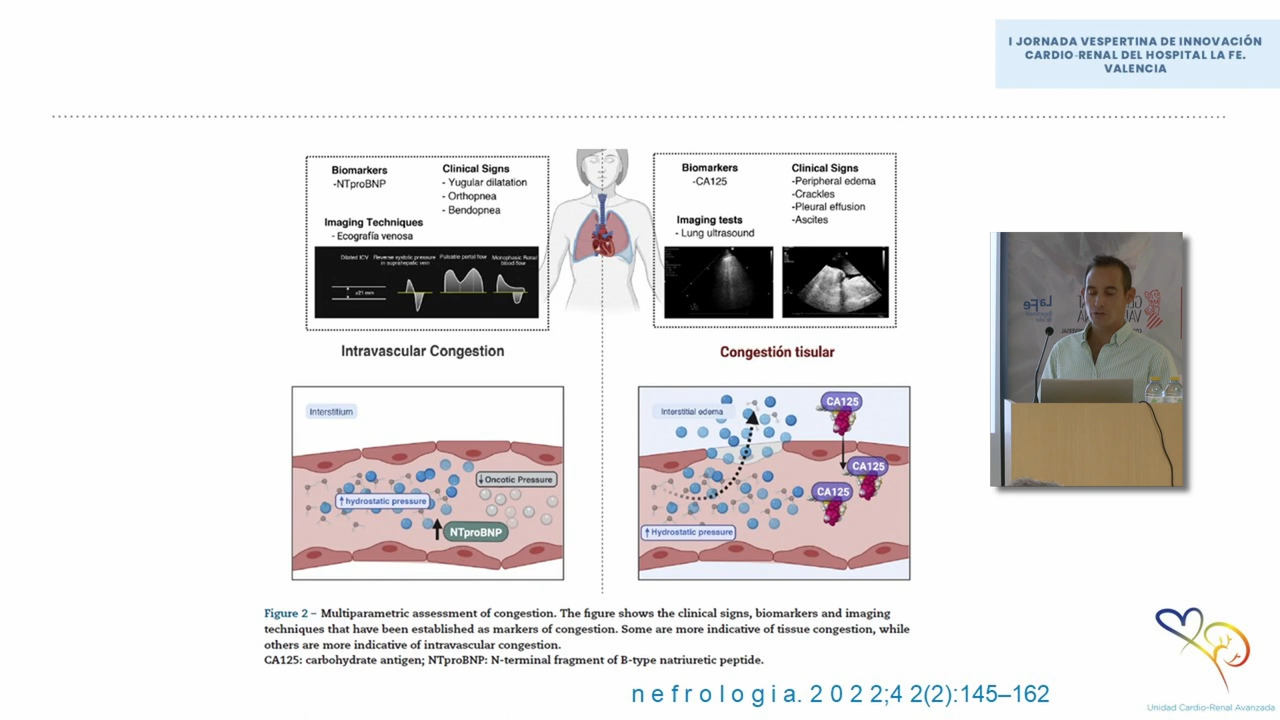 I JORNADA VESPERTINA DE INNOVACIÓN
CARDIO-RENAL DEL HOSPITAL LA FE.
VALENCIA
Biomarkers
-NTproBNP
Clinical Signs
- Yugular dilatation
- Orthopnea
- Bendopnea
Imaging Techniques
- Ecografía venosa
Dilated ICV
Reverse systolic pressure
in suprahepatic vein
Pulsatile portal flow
Monophasic Renal
blood flow
≥21 mm
Intravascular Congestion
Biomarkers
-CA125
Clinical Signs
-Peripheral edema
-Crackles
-Pleural effusion
-Ascites
Imaging tests
- Lung ultrasound
Congestión tisular
Interstitium
↓ Oncotic Pressure
↑ hydrostatic pressure
NTproBNP
Interstitial edema
CA125
CA125
CA125
↑ Hydrostatic pressure
Figure 2 – Multiparametric assessment of congestion. The figure shows the clinical signs, biomarkers and imaging
techniques that have been established as markers of congestion. Some are more indicative of tissue congestion, while
others are more indicative of intravascular congestion.
CA125: carbohydrate antigen; NTproBNP: N-terminal fragment of B-type natriuretic peptide.
n e f r o l o g i a. 2 0 2 2;4 2(2):145–162
LaFe
Unidad Cardio-Renal Avanzada